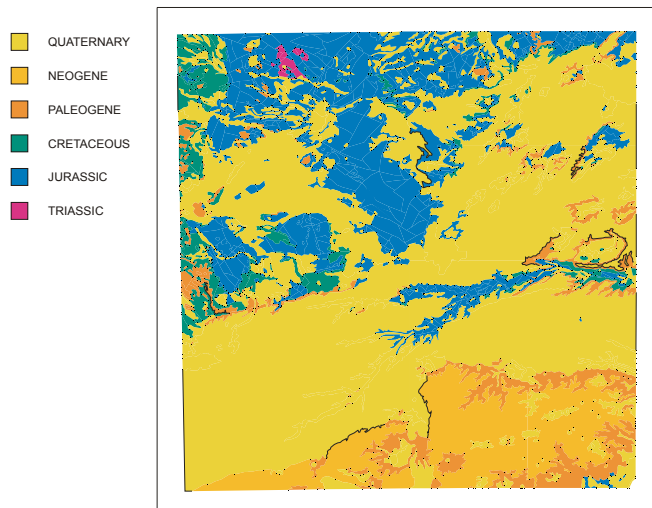 QUATERNARY
NEOGENE
PALEOGENE
CRETACEOUS
JURASSIC
TRIASSIC